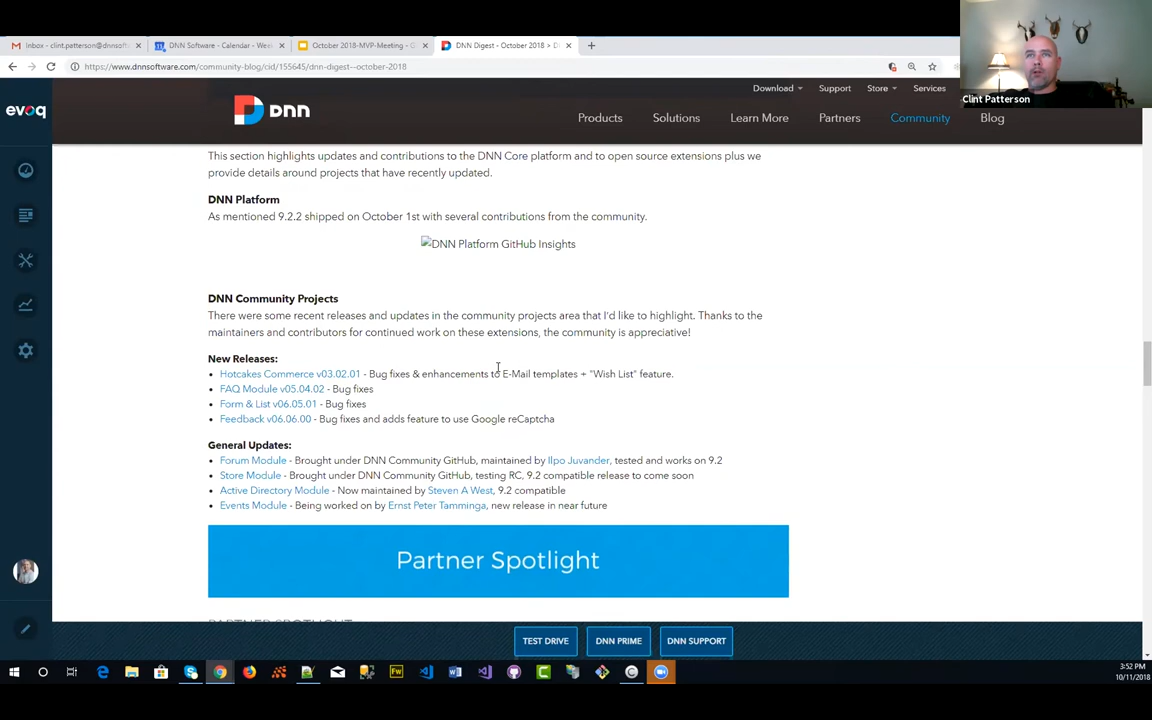 Inbox - clint.patterson@dnnsoft
DNN Software - Calendar - Week
October 2018-MVP-Meeting - G
DNN Digest - October 2018 > D
https://www.dnnsoftware.com/community-blog/cid/155645/dnn-digest--october-2018
Clint Patterson
evoq
DNN
Download
Support
Store
Services
Products
Solutions
Learn More
Partners
Community
Blog
This section highlights updates and contributions to the DNN Core platform and to open source extensions plus we
provide details around projects that have recently updated.
DNN Platform
As mentioned 9.2.2 shipped on October 1st with several contributions from the community.
DNN Platform GitHub Insights
DNN Community Projects
There were some recent releases and updates in the community projects area that I'd like to highlight. Thanks to the
maintainers and contributors for continued work on these extensions, the community is appreciative!
New Releases:
• Hotcakes Commerce v03.02.01 - Bug fixes & enhancements to E-Mail templates + "Wish List" feature.
• FAQ Module v05.04.02 - Bug fixes
• Form & List v06.05.01 - Bug fixes
• Feedback v06.06.00 - Bug fixes and adds feature to use Google reCaptcha
General Updates:
• Forum Module - Brought under DNN Community GitHub, maintained by Ilpo Juvander, tested and works on 9.2
• Store Module - Brought under DNN Community GitHub, testing RC, 9.2 compatible release to come soon
• Active Directory Module - Now maintained by Steven A West, 9.2 compatible
• Events Module - Being worked on by Ernst Peter Tamminga, new release in near future
Partner Spotlight
PARTNER SPOTLIGHT
TEST DRIVE
DNN PRIME
DNN SUPPORT
Fw
3:52 PM
10/11/2018